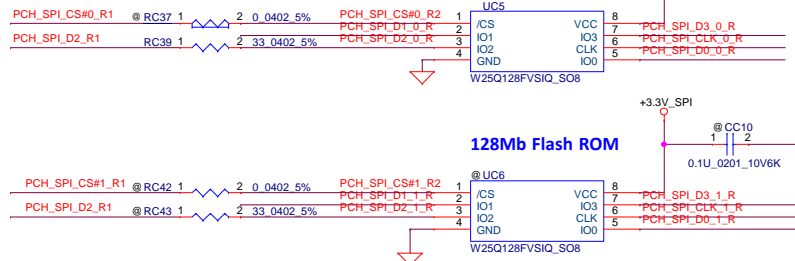 UC5
PCH_SPI_CS#0_R1 @ RC37 1 2 0_0402_5% PCH_SPI_CS#0_R2 1 /CS VCC 8
PCH_SPI_D1_0_R 2 IO1 IO3 7 PCH_SPI_D3_0_R
PCH_SPI_D2_R1 RC39 1 2 33_0402_5% PCH_SPI_D2_0_R 3 IO2 CLK 6 PCH_SPI_CLK_0_R
4 GND IO0 5 PCH_SPI_D0_0_R
W25Q128FVSIQ_SO8
+3.3V_SPI
128Mb Flash ROM
@ CC10
1 2
0.1U_0201_10V6K
@ UC6
PCH_SPI_CS#1_R1 @ RC42 1 2 0_0402_5% PCH_SPI_CS#1_R2 1 /CS VCC 8
PCH_SPI_D1_1_R 2 IO1 IO3 7 PCH_SPI_D3_1_R
PCH_SPI_D2_R1 @ RC43 1 2 33_0402_5% PCH_SPI_D2_1_R 3 IO2 CLK 6 PCH_SPI_CLK_1_R
4 GND IO0 5 PCH_SPI_D0_1_R
W25Q128FVSIQ_SO8